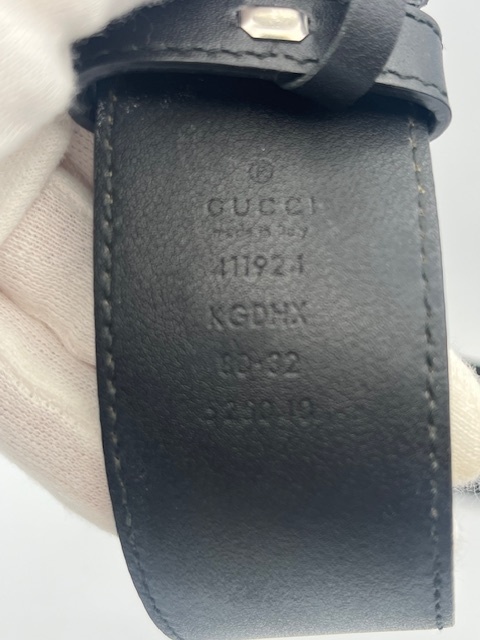 ®
GUCCI
made in Italy
411924
KGDHX
80·32